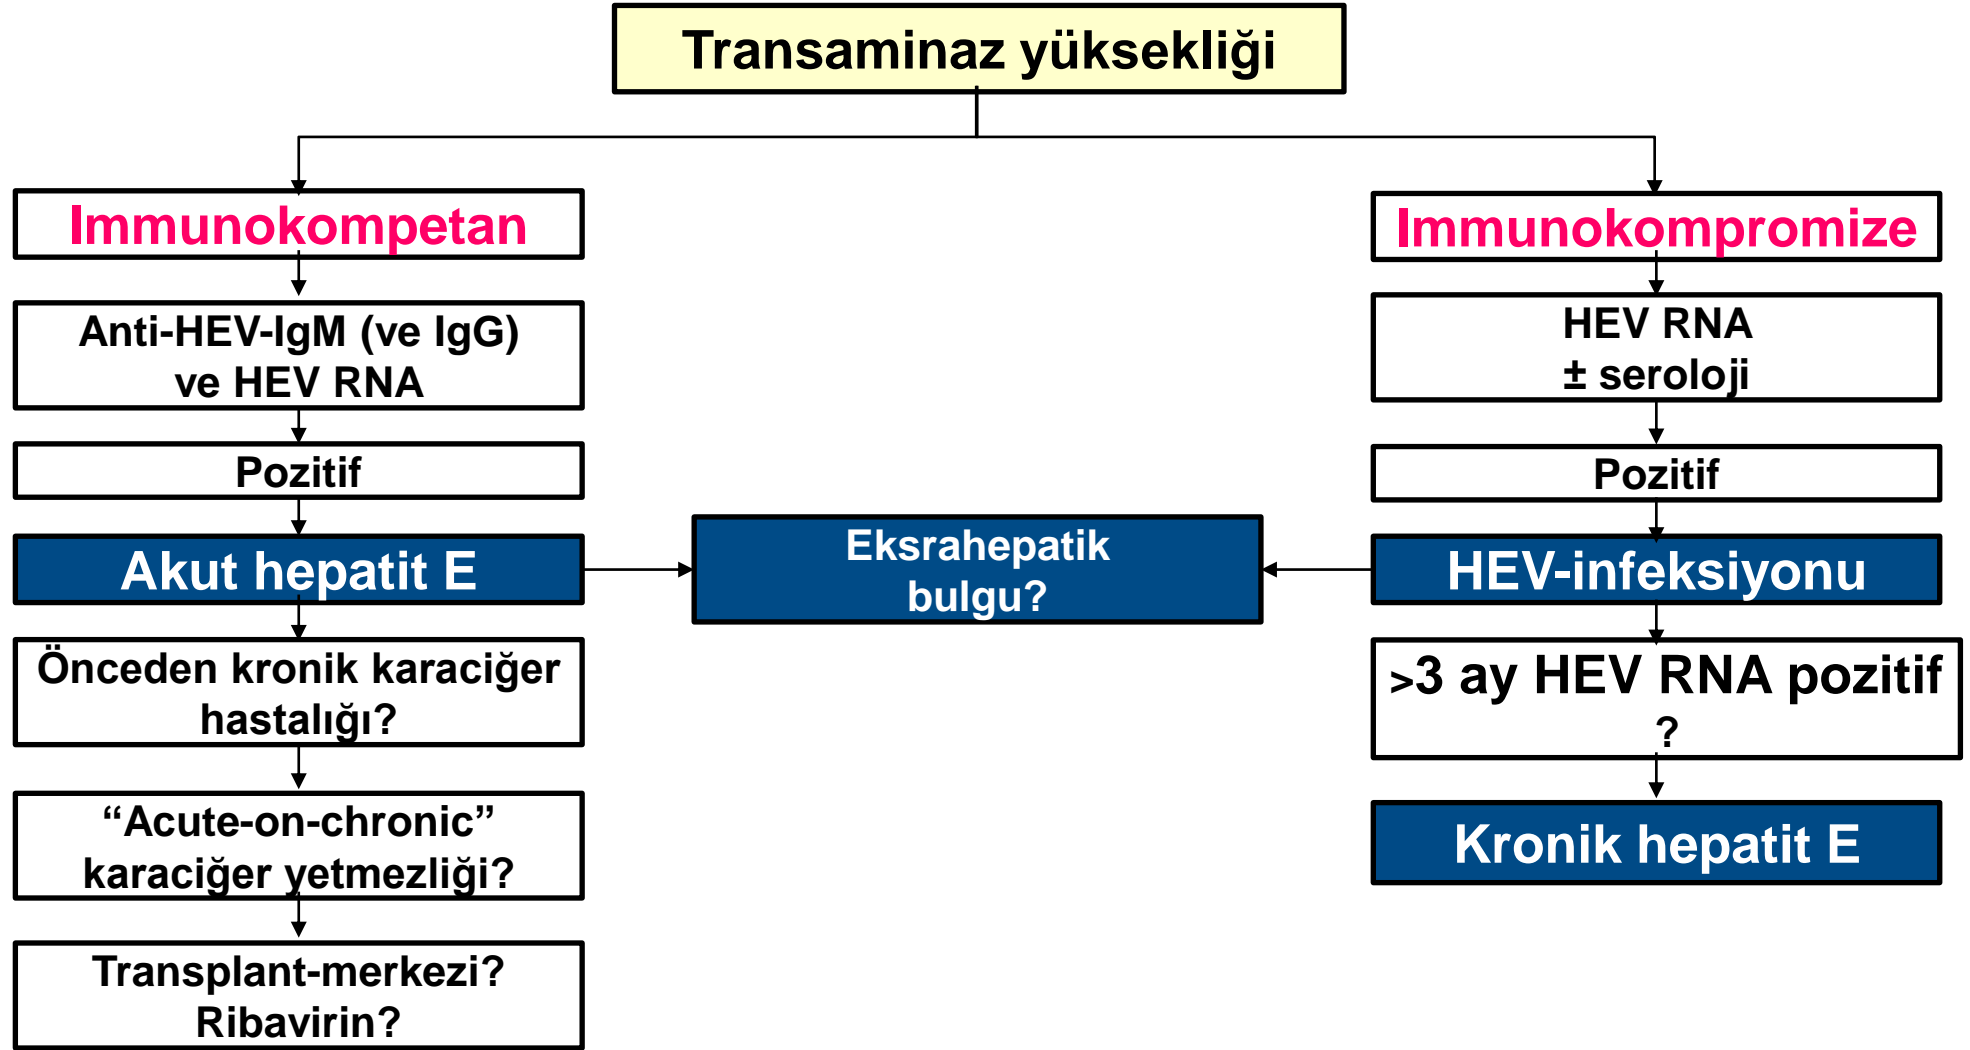 Transaminaz yüksekliği
Immunokompetan
Anti-HEV-IgM (ve IgG)
ve HEV RNA
Pozitif
Akut hepatit E
Önceden kronik karaciğer
hastalığı?
“Acute-on-chronic”
karaciğer yetmezliği?
Transplant-merkezi?
Ribavirin?
Eksrahepatik
bulgu?
Immunokompromize
HEV RNA
± seroloji
Pozitif
HEV-infeksiyonu
>3 ay HEV RNA pozitif
?
Kronik hepatit E